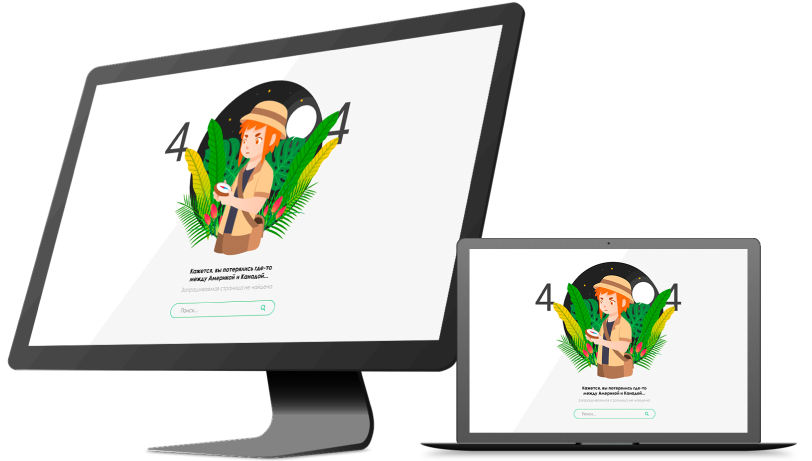 4 4
Кажется, вы потерялись где-то
между Америкой и Канадой...
Запрашиваемая страница не найдена
Поиск...
4 4
Кажется, вы потерялись где-то
между Америкой и Канадой...
Запрашиваемая страница не найдена
Поиск...